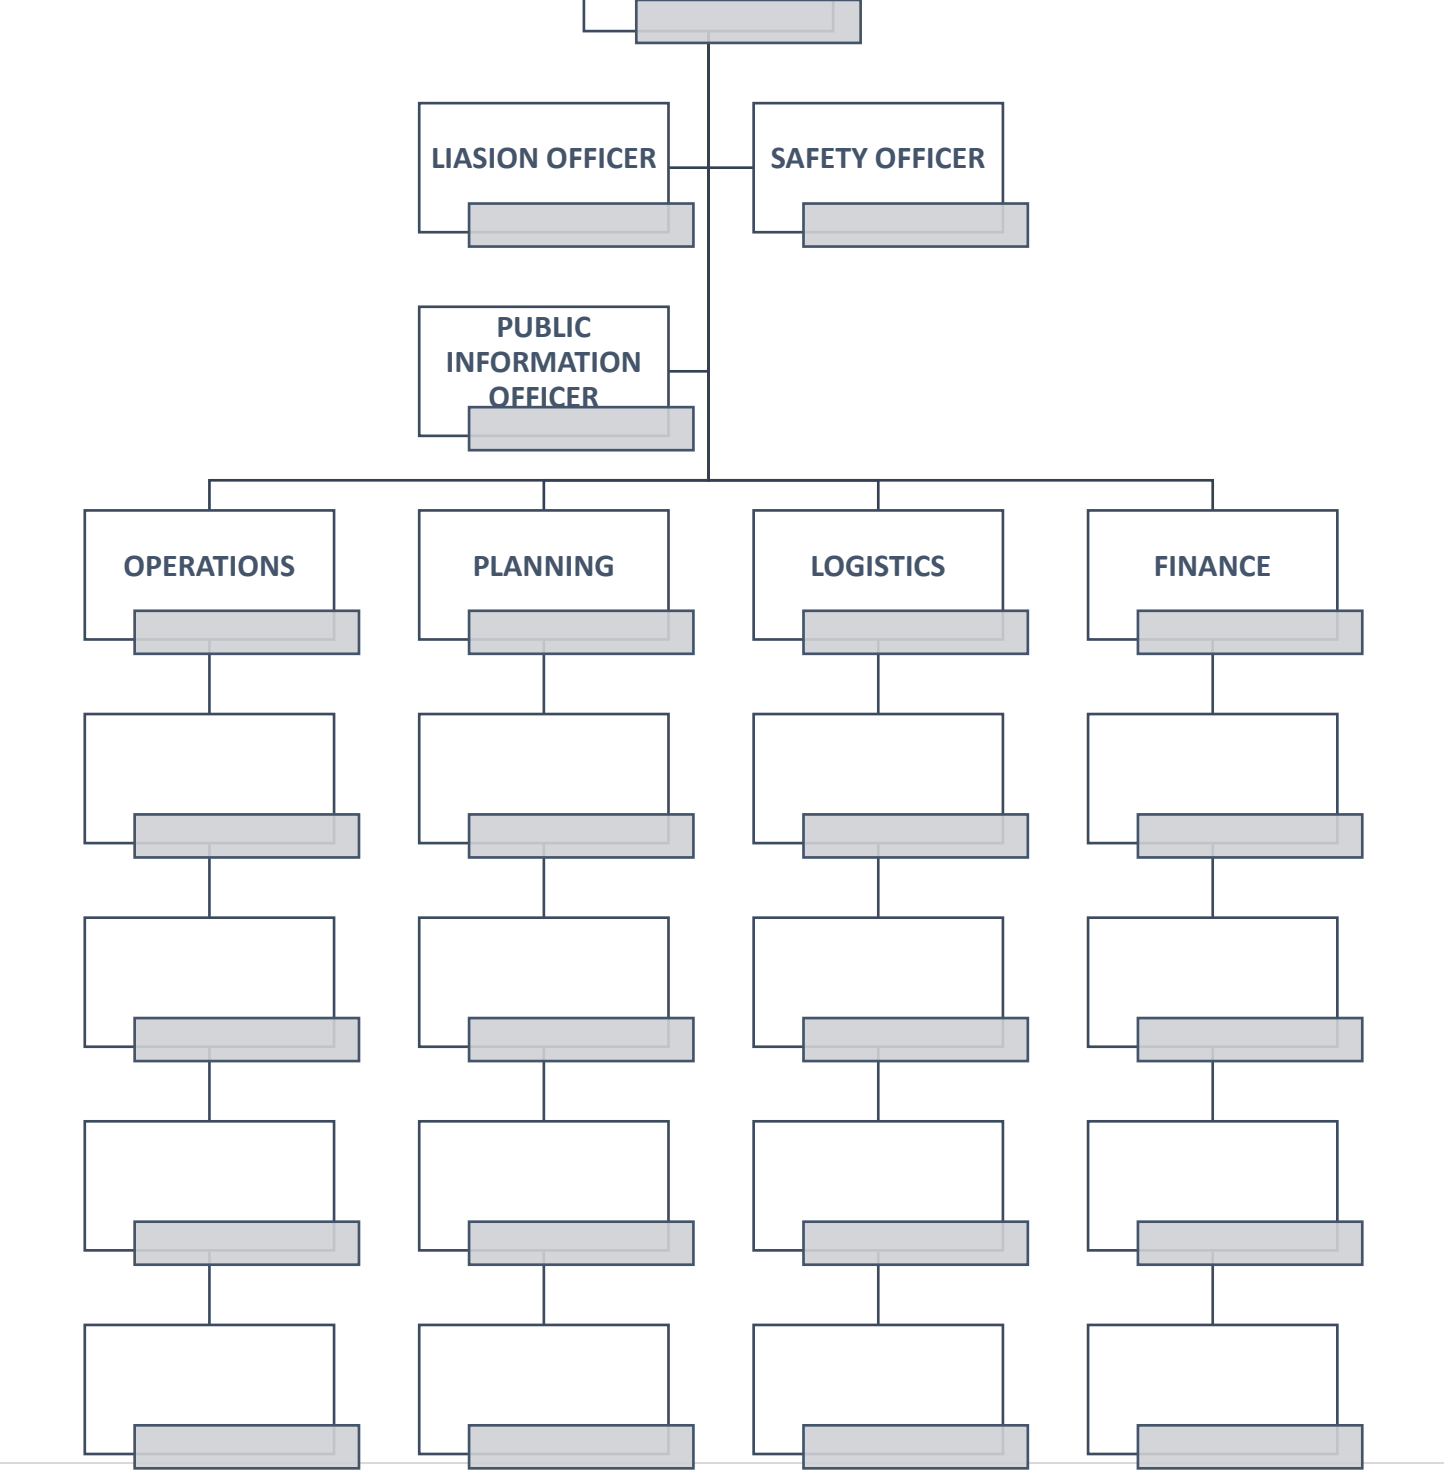 LIASION OFFICER
SAFETY OFFICER
PUBLIC
INFORMATION
OFFICER
OPERATIONS
PLANNING
LOGISTICS
FINANCE